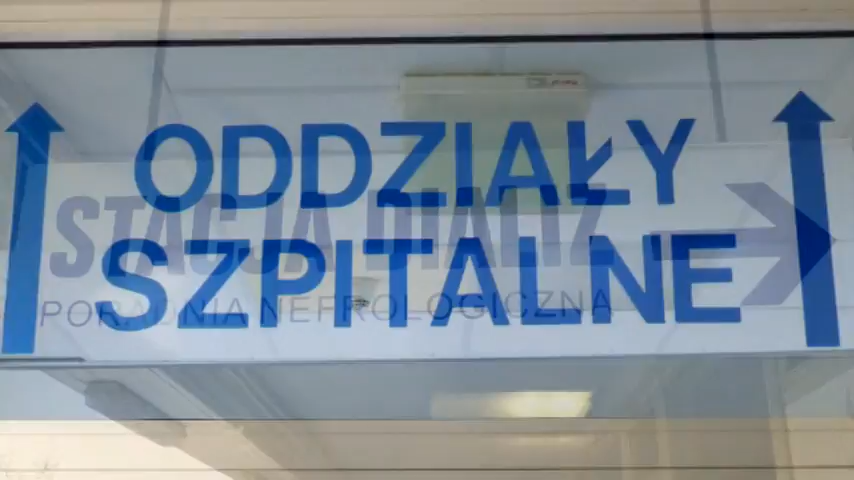 ODDZIAŁY
SZPITALNE
STACJA DIALIZ
PORADNIA NEFROLOGICZNA